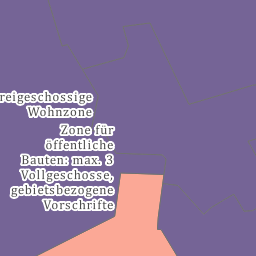 reigeschossige
Wohnzone
Zone für
öffentliche
Bauten: max. 3
Vollgeschosse,
gebietsbezogene
Vorschrifte